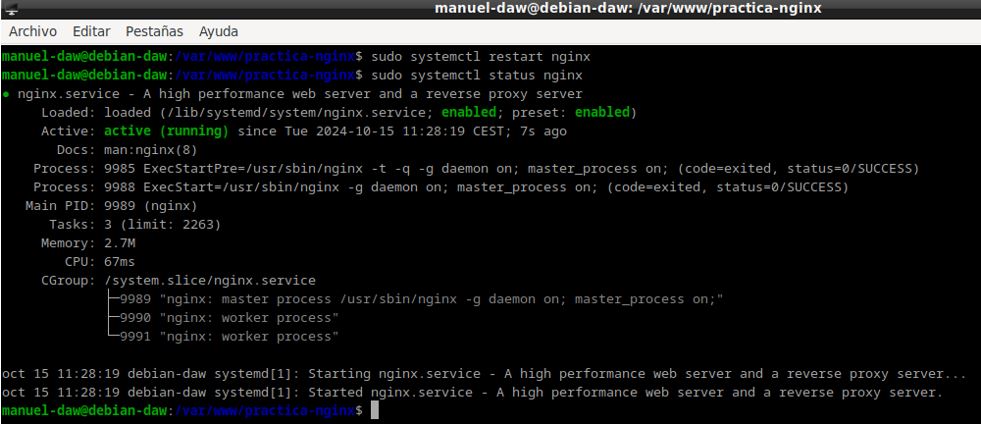 manuel-daw@debian-daw: /var/www/practica-nginx
Archivo Editar Pestañas Ayuda
manuel-daw@debian-daw:/var/www/practica-nginx$ sudo systemctl restart nginx
manuel-daw@debian-daw:/var/www/practica-nginx$ sudo systemctl status nginx
● nginx.service - A high performance web server and a reverse proxy server
     Loaded: loaded (/lib/systemd/system/nginx.service; enabled; preset: enabled)
     Active: active (running) since Tue 2024-10-15 11:28:19 CEST; 7s ago
       Docs: man:nginx(8)
    Process: 9985 ExecStartPre=/usr/sbin/nginx -t -q -g daemon on; master_process on; (code=exited, status=0/SUCCESS)
    Process: 9988 ExecStart=/usr/sbin/nginx -g daemon on; master_process on; (code=exited, status=0/SUCCESS)
   Main PID: 9989 (nginx)
      Tasks: 3 (limit: 2263)
     Memory: 2.7M
        CPU: 67ms
     CGroup: /system.slice/nginx.service
             ├─9989 "nginx: master process /usr/sbin/nginx -g daemon on; master_process on;"
             ├─9990 "nginx: worker process"
             └─9991 "nginx: worker process"
oct 15 11:28:19 debian-daw systemd[1]: Starting nginx.service - A high performance web server and a reverse proxy server...
oct 15 11:28:19 debian-daw systemd[1]: Started nginx.service - A high performance web server and a reverse proxy server.
manuel-daw@debian-daw:/var/www/practica-nginx$